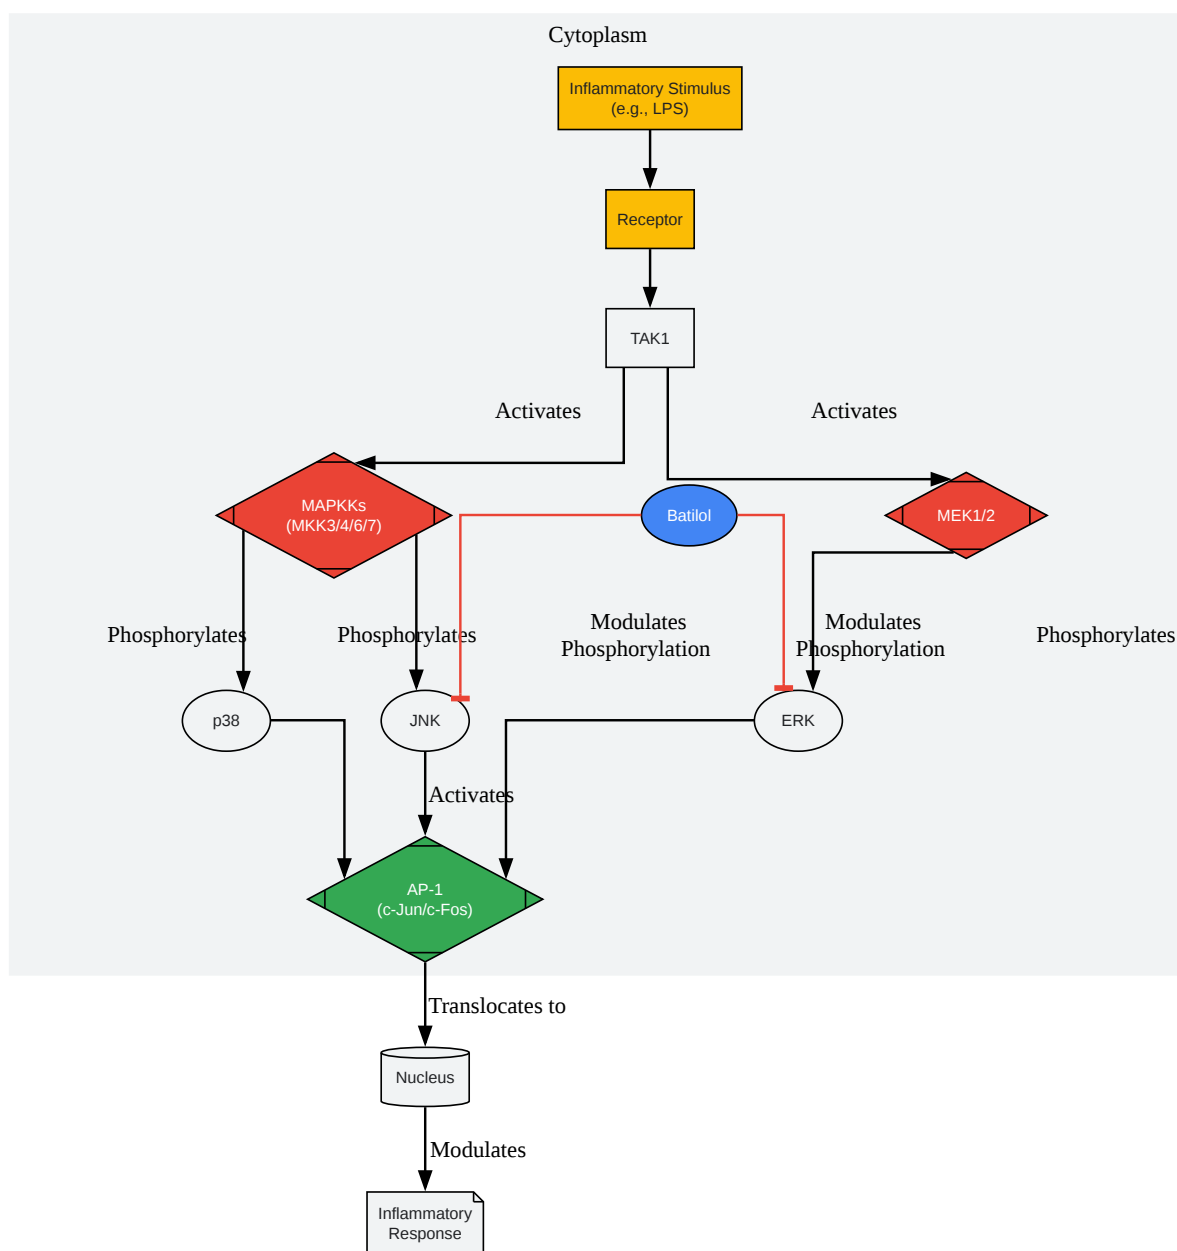 Cytoplasm
Inflammatory Stimulus
(e.g., LPS)
Receptor
TAK1
Activates
Activates
MAPKKs
(MKK3/4/6/7)
Batilol
MEK1/2
Phosphorylates
Phosphorylates
Modulates
Phosphorylation
Modulates
Phosphorylation
Phosphorylates
p38
JNK
ERK
Activates
AP-1
(c-Jun/c-Fos)
Translocates to
Nucleus
Modulates
Inflammatory
Response